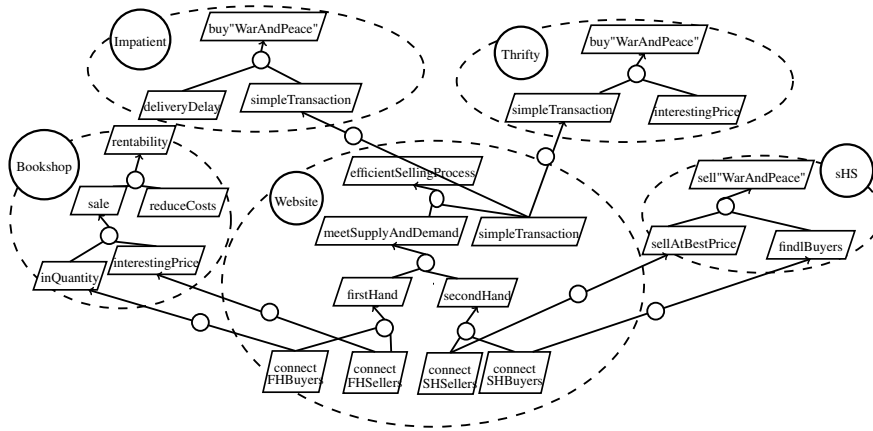 buy"WarAndPeace"
Impatient
deliveryDelay
simpleTransaction
buy"WarAndPeace"
Thrifty
simpleTransaction
interestingPrice
rentability
Bookshop
sale
reduceCosts
inQuantity
interestingPrice
efficientSellingProcess
Website
meetSupplyAndDemand
simpleTransaction
firstHand
secondHand
connect
FHBuyers
connect
FHSellers
connect
SHSellers
connect
SHBuyers
sell"WarAndPeace"
sHS
sellAtBestPrice
findlBuyers